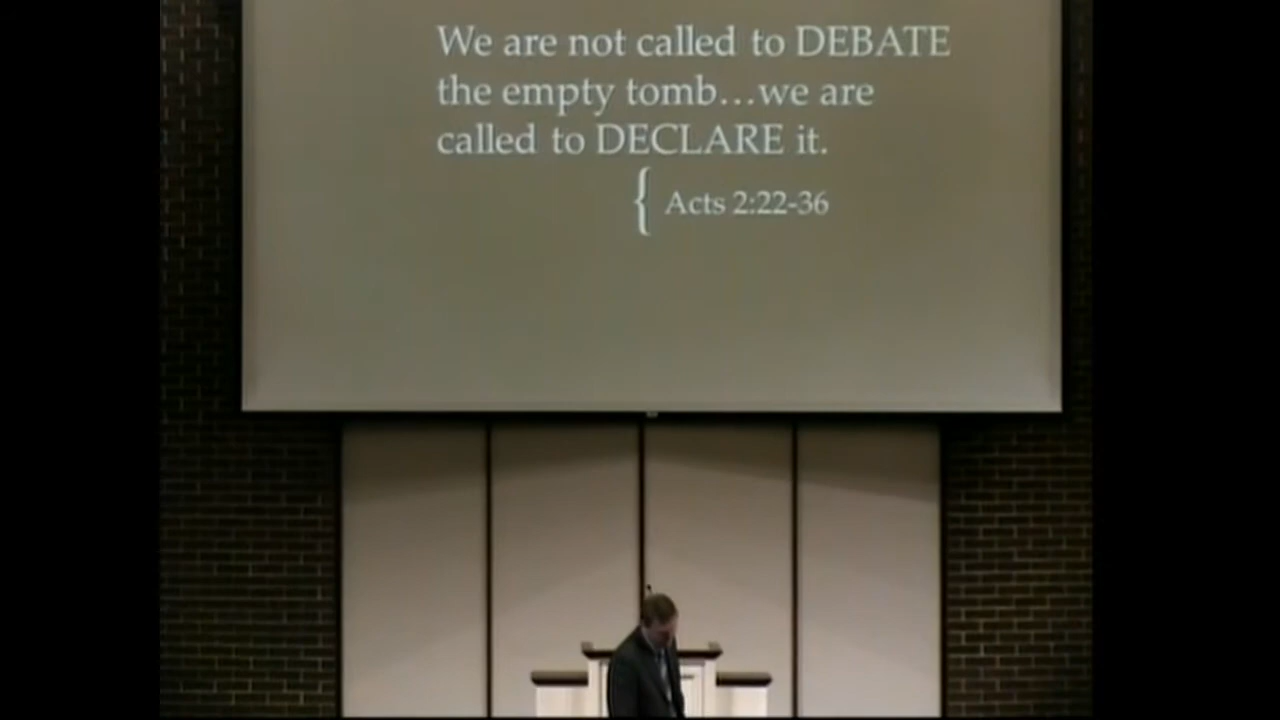 We are not called to DEBATE
the empty tomb...we are
called to DECLARE it.
{ Acts 2:22-36